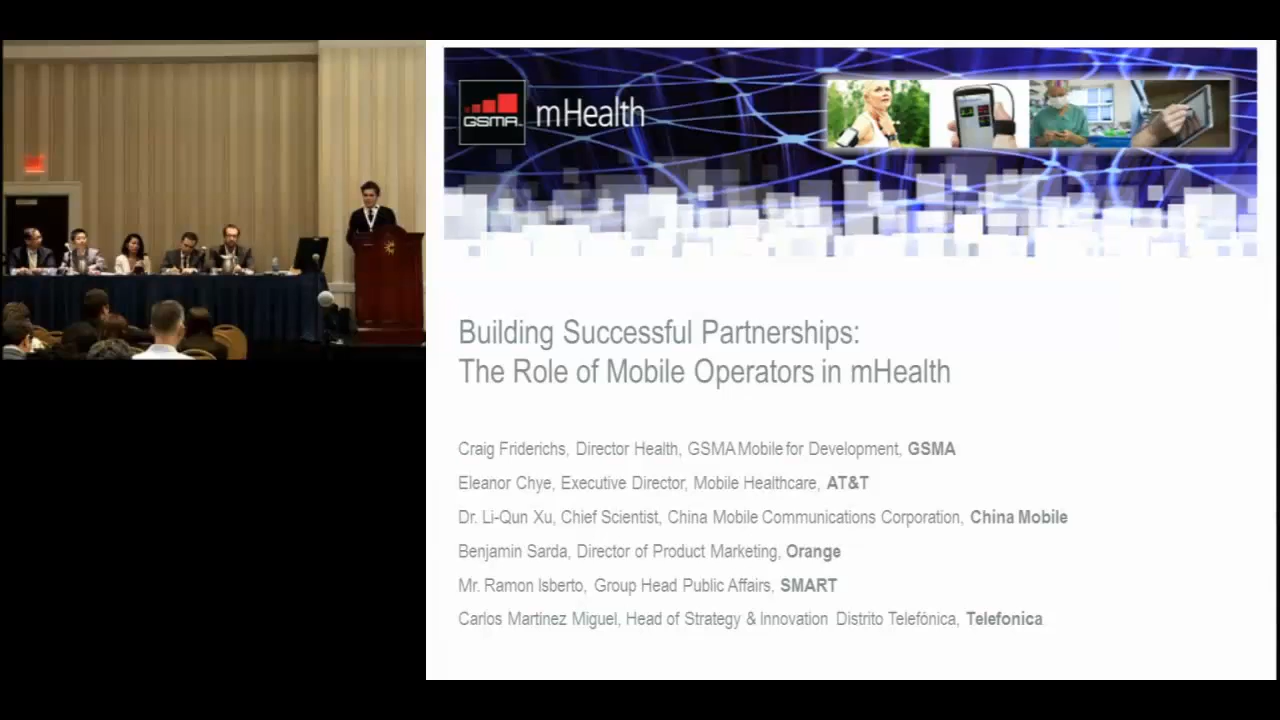 GSMA
mHealth
Building Successful Partnerships:
The Role of Mobile Operators in mHealth
Craig Friderichs, Director Health, GSMA Mobile for Development, GSMA
Eleanor Chye, Executive Director, Mobile Healthcare, AT&T
Dr. Li-Qun Xu, Chief Scientist, China Mobile Communications Corporation, China Mobile
Benjamin Sarda, Director of Product Marketing, Orange
Mr. Ramon Isberto, Group Head Public Affairs, SMART
Carlos Martinez Miguel, Head of Strategy & Innovation Distrito Telefónica, Telefonica